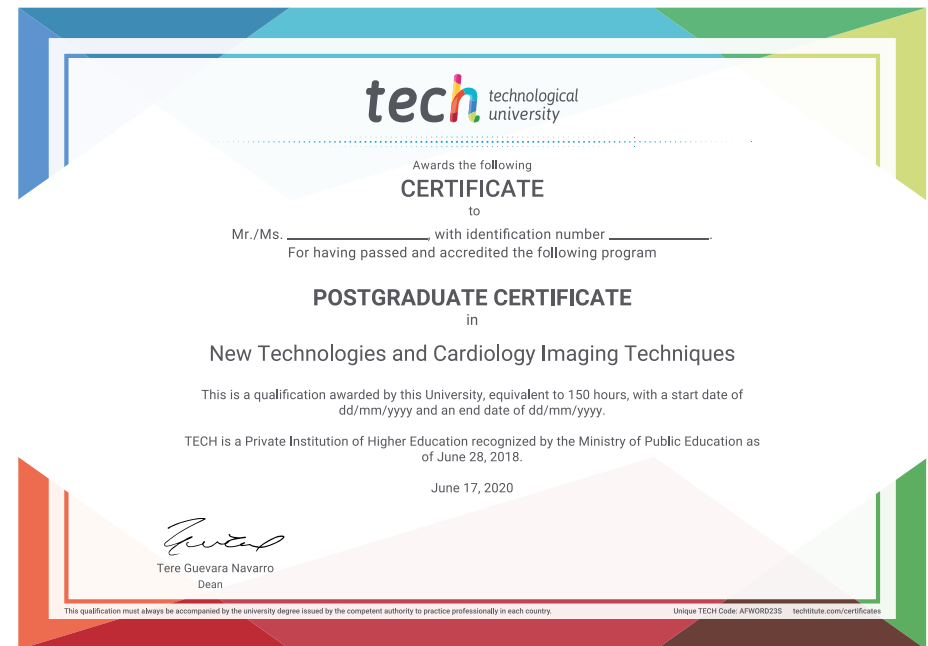 tech technological
university
Awards the following
CERTIFICATE
to
Mr./Ms. ____________________, with identification number ______________.
For having passed and accredited the following program
POSTGRADUATE CERTIFICATE
in
New Technologies and Cardiology Imaging Techniques
This is a qualification awarded by this University, equivalent to 150 hours, with a start date of
dd/mm/yyyy and an end date of dd/mm/yyyy.
TECH is a Private Institution of Higher Education recognized by the Ministry of Public Education as
of June 28, 2018.
June 17, 2020
Tere Guevara Navarro
Dean
This qualification must always be accompanied by the university degree issued by the competent authority to practice professionally in each country.
Unique TECH Code: AFWORD23S techtitute.com/certificates